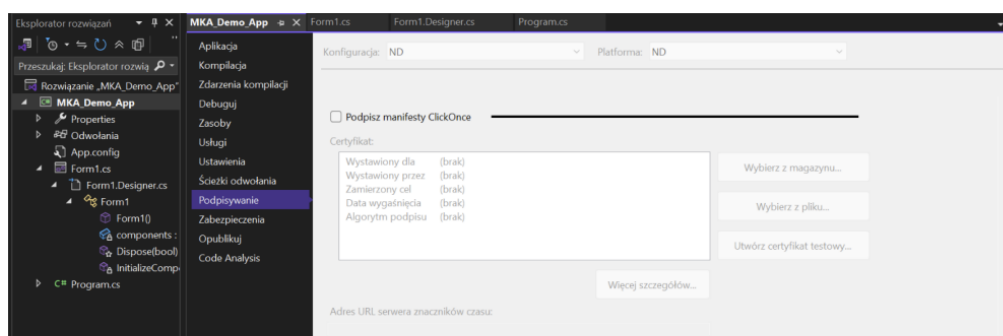 Eksplorator rozwiązań
Przeszukaj: Eksplorator rozwią
Rozwiązanie „MKA_Demo_App”
MKA_Demo_App
Properties
Odwołania
App.config
Form1.cs
Form1.Designer.cs
Form1
Form1()
components :
Dispose(bool)
InitializeComp
C# Program.cs
MKA_Demo_App
Form1.cs
Form1.Designer.cs
Program.cs
Aplikacja
Kompilacja
Zdarzenia kompilacji
Debuguj
Zasoby
Usługi
Ustawienia
Ścieżki odwołania
Podpisywanie
Zabezpieczenia
Opublikuj
Code Analysis
Konfiguracja: ND Platforma: ND
Podpisz manifesty ClickOnce
Certyfikat:
Wystawiony dla (brak)
Wystawiony przez (brak)
Zamierzony cel (brak)
Data wygaśnięcia (brak)
Algorytm podpisu (brak)
Wybierz z magazynu...
Wybierz z pliku...
Utwórz certyfikat testowy...
Więcej szczegółów...
Adres URL serwera znaczników czasu: